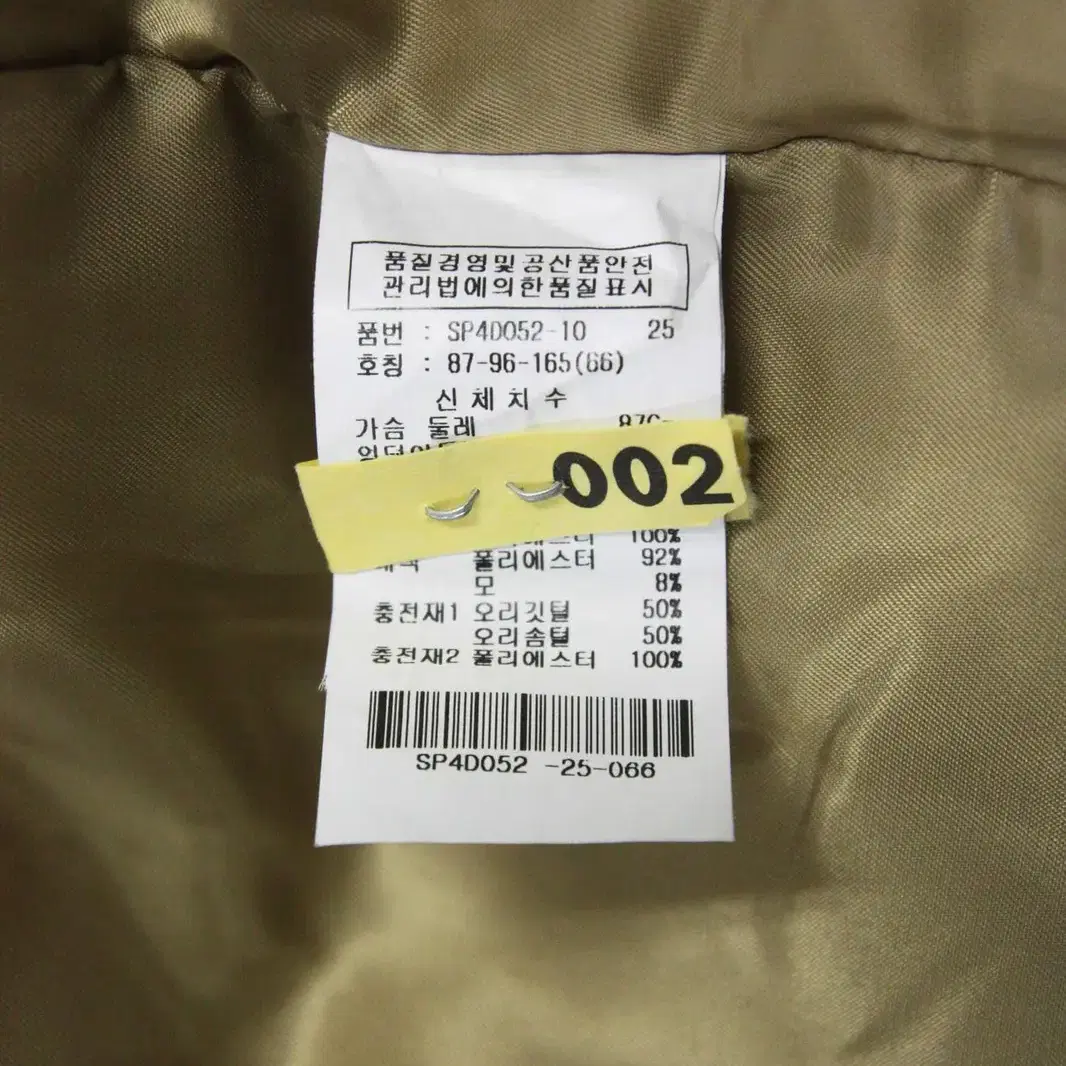 품질경영및공산품안전
관리법에의한품질표시
품번 : SP4D052-10 25
호칭 : 87-96-165(66)
신체치수
가슴 둘레
002
100%
폴리에스터 92%
모 8%
충전재1 오리깃털 50%
오리솜털 50%
충전재2 폴리에스터 100%
SP4D052 -25-066